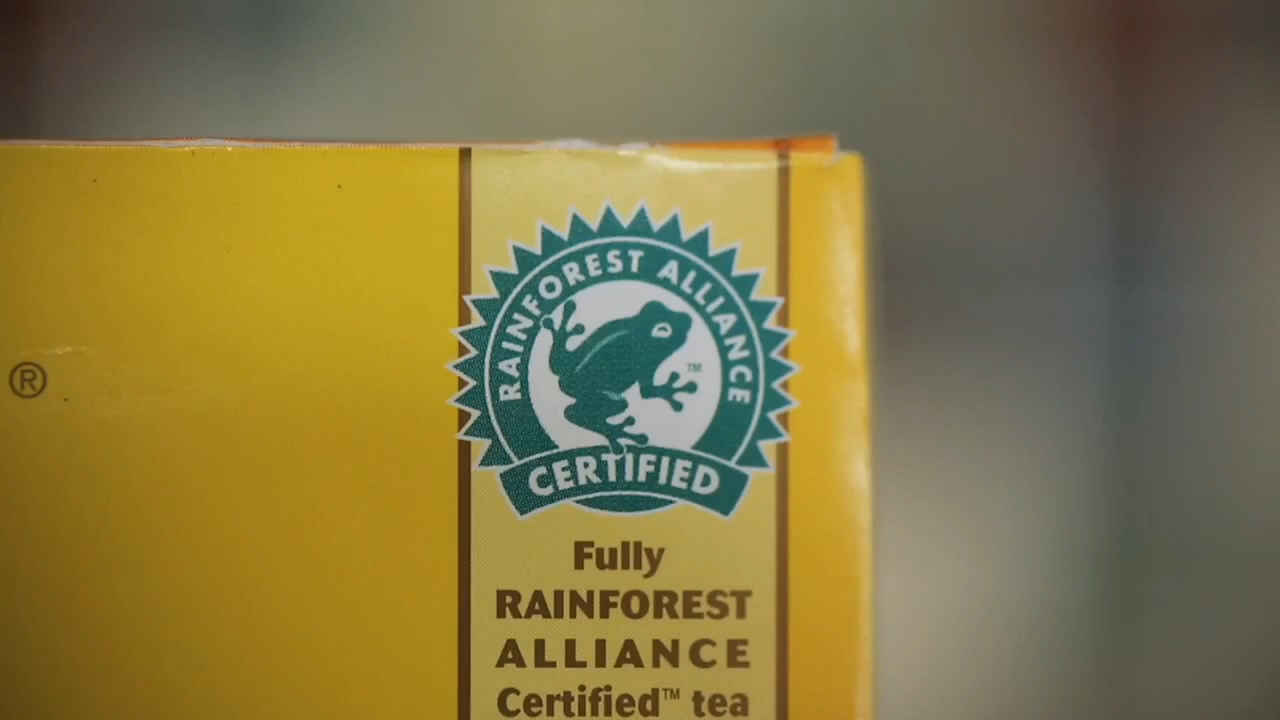 RAINFOREST ALLIANCE
™
CERTIFIED
®
Fully
RAINFOREST
ALLIANCE
Certified™ tea